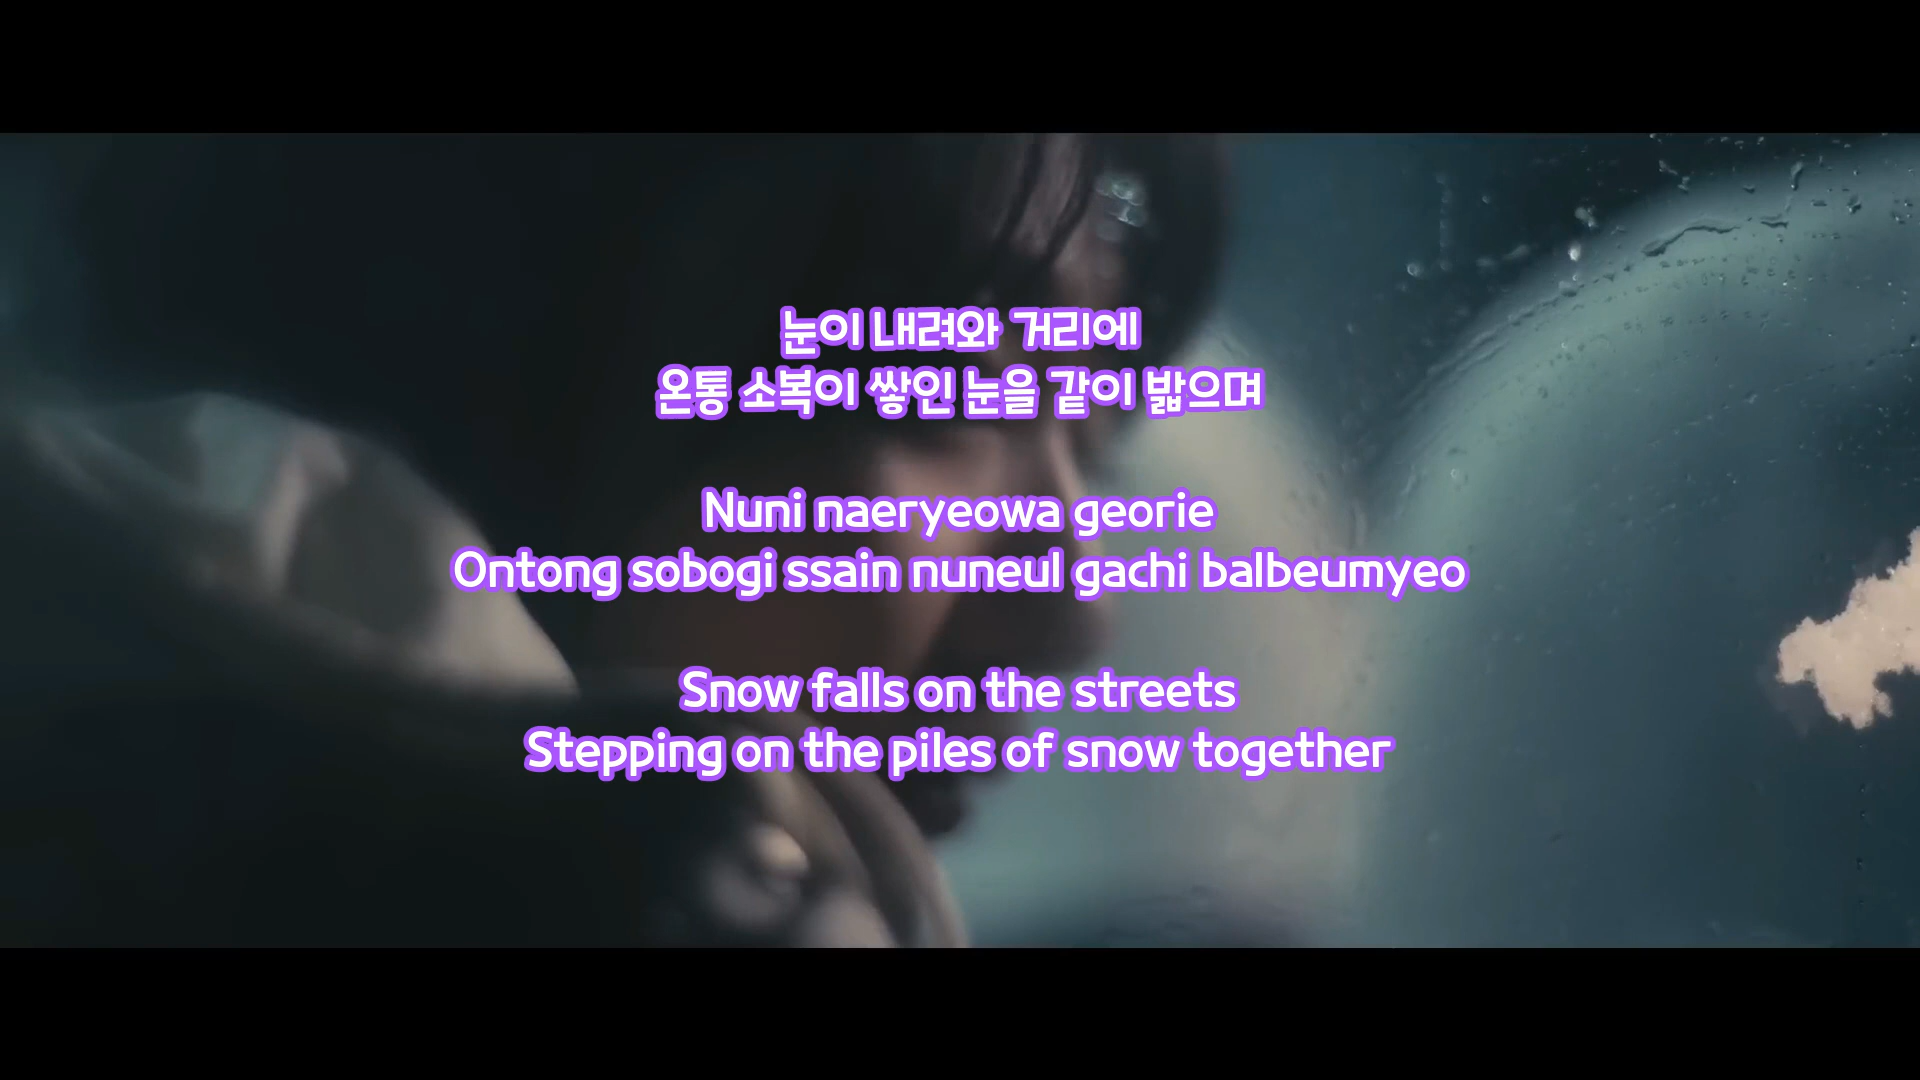 눈이 내려와 거리에
온통 소복이 쌓인 눈을 같이 밟으며
Nuni naeryeowa georie
Ontong sobogi ssain nuneul gachi balbeumyeo
Snow falls on the streets
Stepping on the piles of snow together